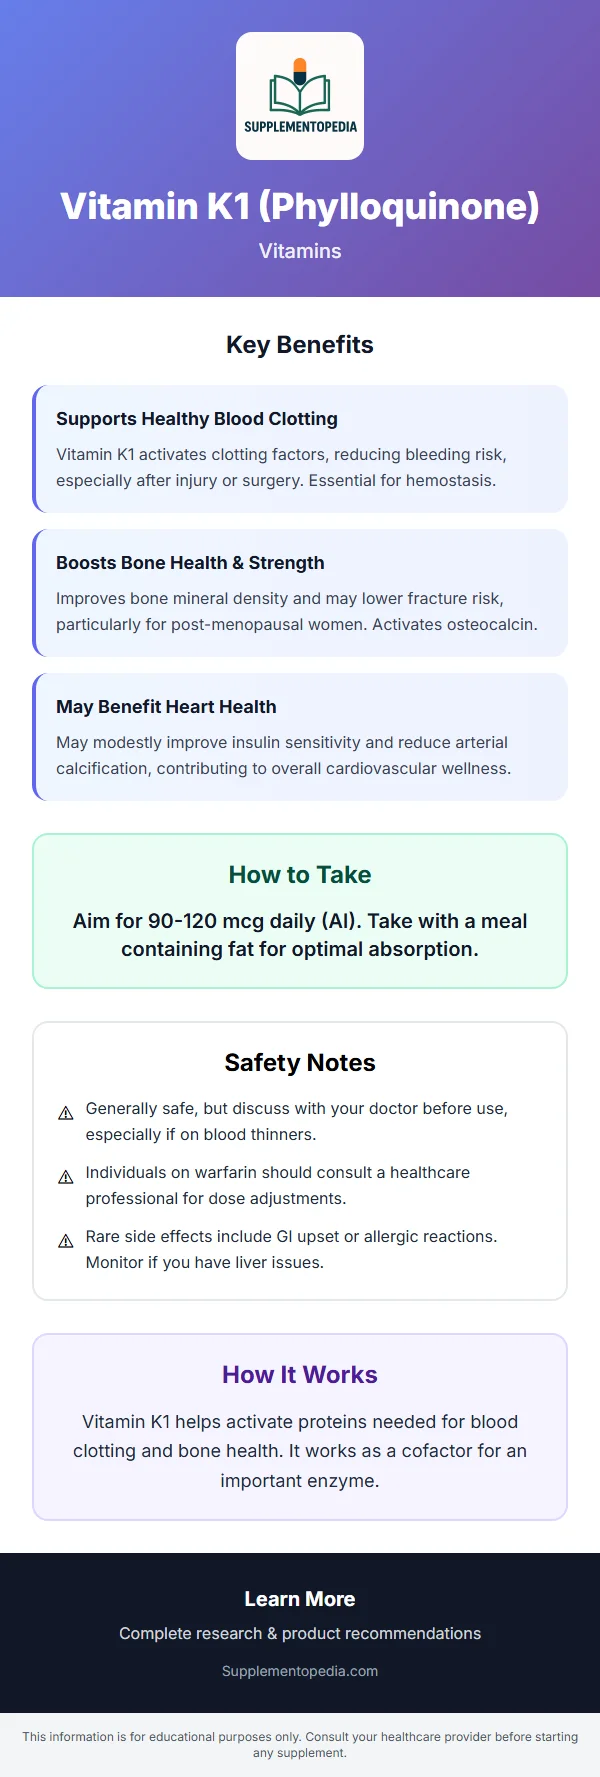 SUPPLEMENTOPEDIA
Vitamin K1 (Phylloquinone)
Vitamins
Key Benefits
Supports Healthy Blood Clotting
Vitamin K1 activates clotting factors, reducing bleeding risk,
especially after injury or surgery. Essential for hemostasis.
Boosts Bone Health & Strength
Improves bone mineral density and may lower fracture risk,
particularly for post-menopausal women. Activates osteocalcin.
May Benefit Heart Health
May modestly improve insulin sensitivity and reduce arterial
calcification, contributing to overall cardiovascular wellness.
How to Take
Aim for 90-120 mcg daily (AI). Take with a meal
containing fat for optimal absorption.
Safety Notes
Generally safe, but discuss with your doctor before use,
especially if on blood thinners.
Individuals on warfarin should consult a healthcare
professional for dose adjustments.
Rare side effects include GI upset or allergic reactions.
Monitor if you have liver issues.
How It Works
Vitamin K1 helps activate proteins needed for blood
clotting and bone health. It works as a cofactor for an
important enzyme.
Learn More
Complete research & product recommendations
Supplementopedia.com
This information is for educational purposes only. Consult your healthcare provider before starting
any supplement.